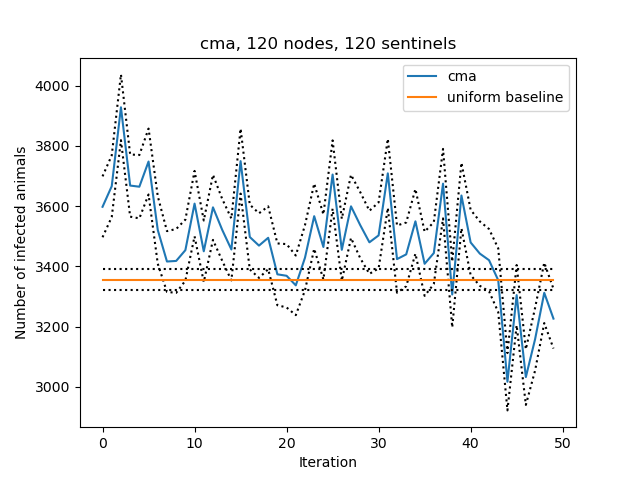 cma, 120 nodes, 120 sentinels
cma
uniform baseline
Number of infected animals
4000
3800
3600
3400
3200
3000
0
10
20
30
40
50
Iteration